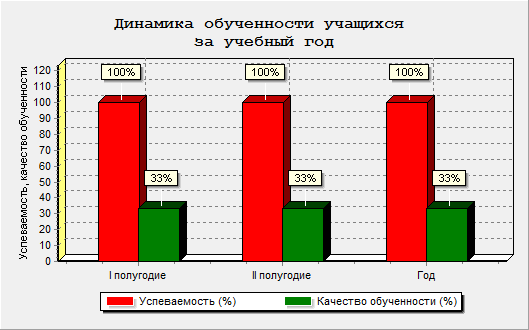 Динамика обученности учащихся
за учебный год
Успеваемость, качество обученности
120
110
100
90
80
70
60
50
40
30
20
10
0
100%
33%
100%
33%
100%
33%
I полугодие
II полугодие
Год
Успеваемость (%)
Качество обученности (%)